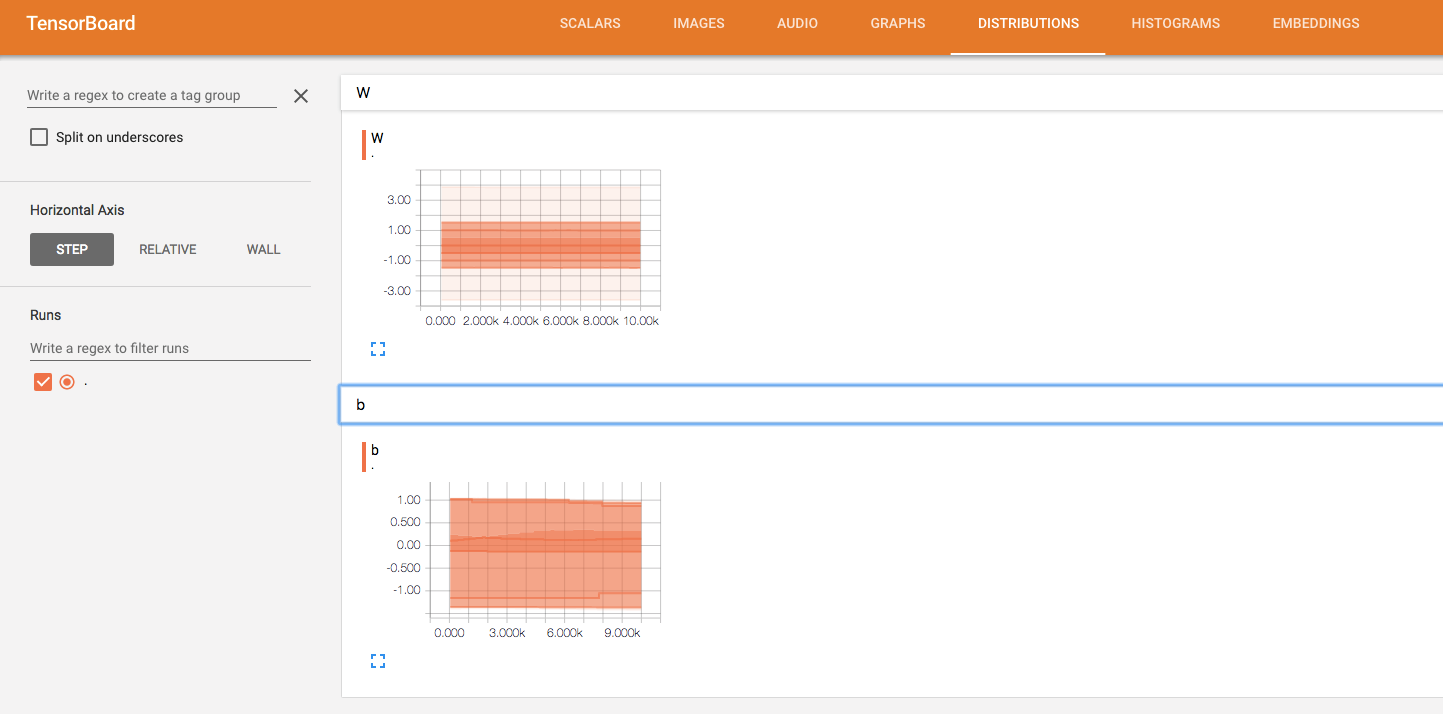 TensorBoard
SCALARS IMAGES AUDIO GRAPHS DISTRIBUTIONS HISTOGRAMS EMBEDDINGS
Write a regex to create a tag group
Split on underscores
Horizontal Axis
STEP RELATIVE WALL
Runs
Write a regex to filter runs
.
W
W
.
3.00
1.00
-1.00
-3.00
0.000 2.000k 4.000k 6.000k 8.000k 10.00k
b
b
.
1.00
0.500
0.00
-0.500
-1.00
0.000 3.000k 6.000k 9.000k